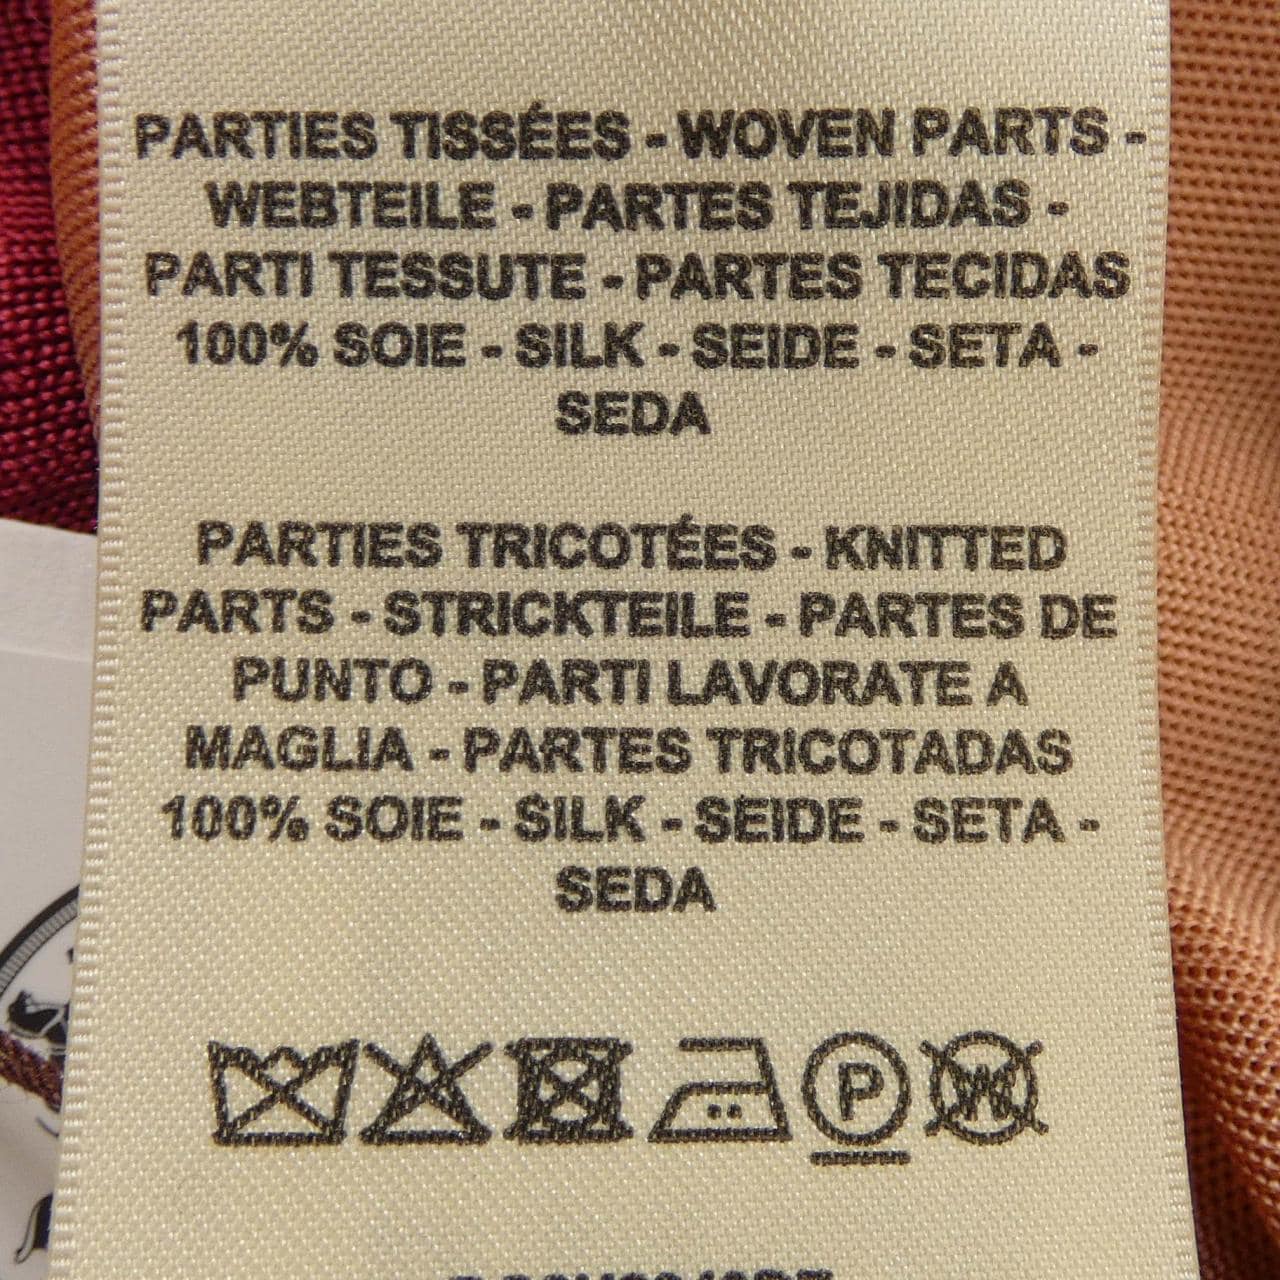 PARTIES TISSÉES - WOVEN PARTS -
WEBTEILE - PARTES TEJIDAS -
PARTI TESSUTE - PARTES TECIDAS
100% SOIE - SILK - SEIDE - SETA -
SEDA
PARTIES TRICOTÉES - KNITTED
PARTS - STRICKTEILE - PARTES DE
PUNTO - PARTI LAVORATE A
MAGLIA - PARTES TRICOTADAS
100% SOIE - SILK - SEIDE - SETA -
SEDA
P W